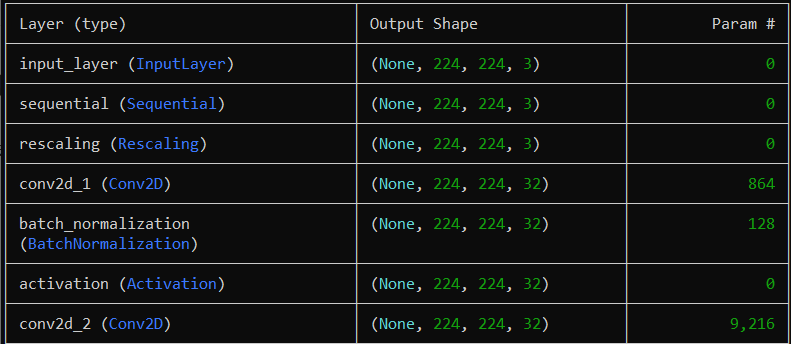 Layer (type) Output Shape Param #
input_layer (InputLayer) (None, 224, 224, 3) 0
sequential (Sequential) (None, 224, 224, 3) 0
rescaling (Rescaling) (None, 224, 224, 3) 0
conv2d_1 (Conv2D) (None, 224, 224, 32) 864
batch_normalization (None, 224, 224, 32) 128
(BatchNormalization)
activation (Activation) (None, 224, 224, 32) 0
conv2d_2 (Conv2D) (None, 224, 224, 32) 9,216